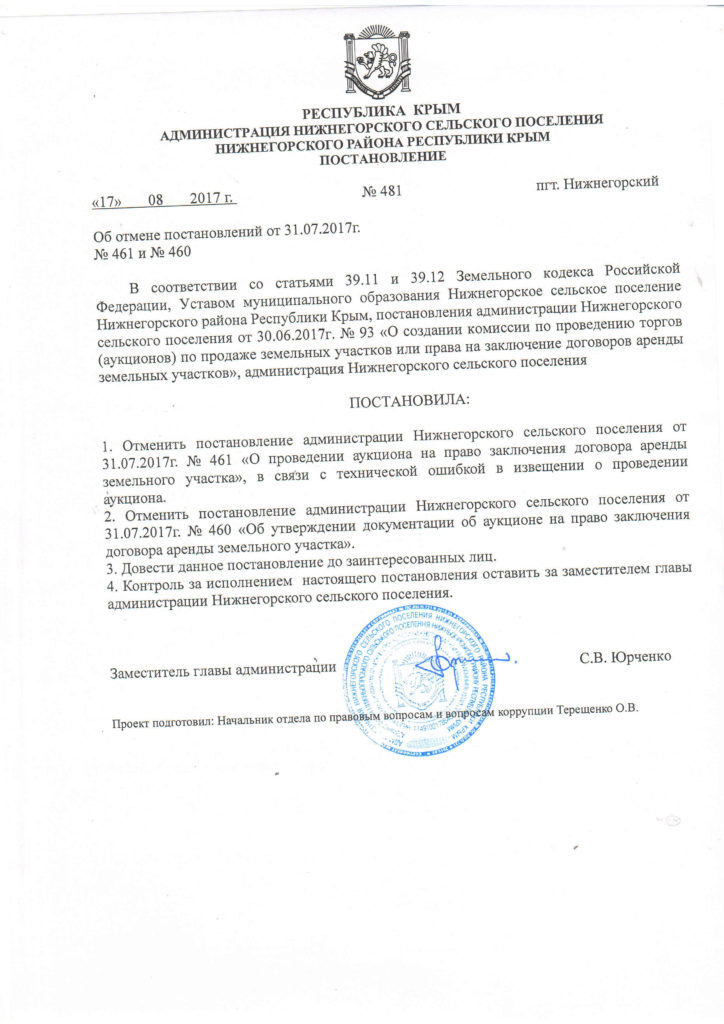 РЕСПУБЛИКА КРЫМ
АДМИНИСТРАЦИЯ НИЖНЕГОРСКОГО СЕЛЬСКОГО ПОСЕЛЕНИЯ
НИЖНЕГОРСКОГО РАЙОНА РЕСПУБЛИКИ КРЫМ
ПОСТАНОВЛЕНИЕ
«17» 08 2017 г. № 481 пгт. Нижнегорский
Об отмене постановлений от 31.07.2017г.
№ 461 и № 460
В соответствии со статьями 39.11 и 39.12 Земельного кодекса Российской
Федерации, Уставом муниципального образования Нижнегорское сельское поселение
Нижнегорского района Республики Крым, постановления администрации Нижнегорского
сельского поселения от 30.06.2017г. № 93 «О создании комиссии по проведению торгов
(аукционов) по продаже земельных участков или права на заключение договоров аренды
земельных участков», администрация Нижнегорского сельского поселения
ПОСТАНОВИЛА:
1. Отменить постановление администрации Нижнегорского сельского поселения от
31.07.2017г. № 461 «О проведении аукциона на право заключения договора аренды
земельного участка», в связи с технической ошибкой в извещении о проведении
аукциона.
2. Отменить постановление администрации Нижнегорского сельского поселения от
31.07.2017г. № 460 «Об утверждении документации об аукционе на право заключения
договора аренды земельного участка».
3. Довести данное постановление до заинтересованных лиц.
4. Контроль за исполнением настоящего постановления оставить за заместителем главы
администрации Нижнегорского сельского поселения.
Заместитель главы администрации С.В. Юрченко
Проект подготовил: Начальник отдела по правовым вопросам и вопросам коррупции Терещенко О.В.